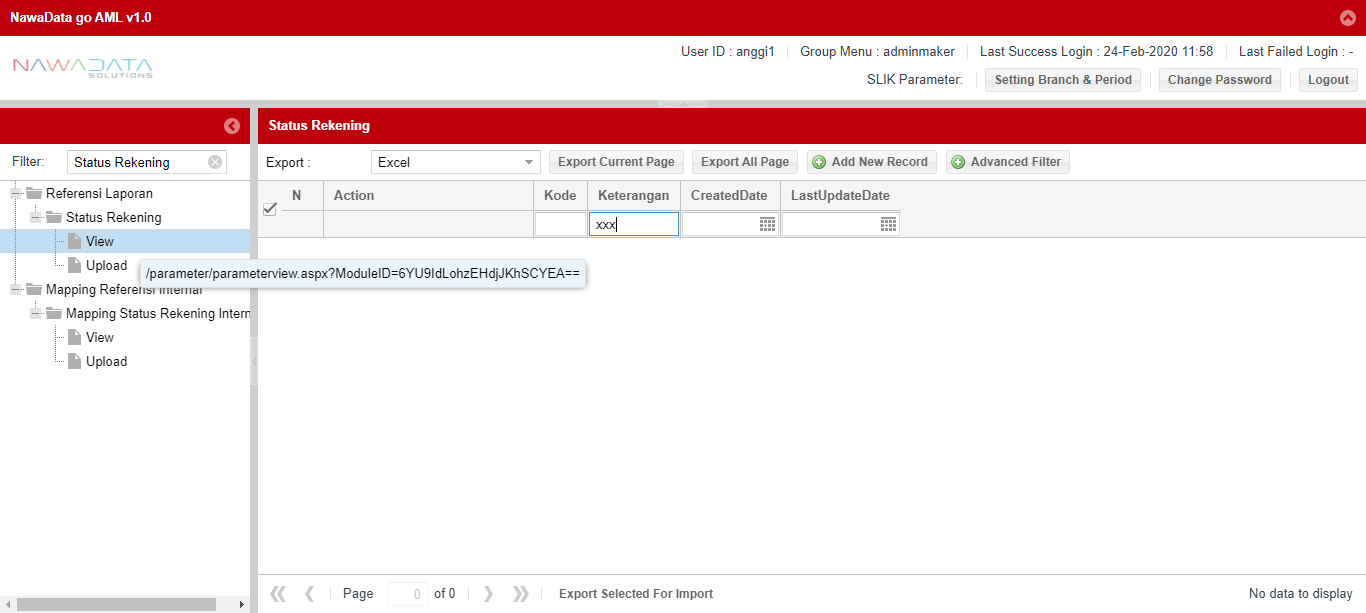 NawaData go AML v1.0
NAWADATA
SOLUTIONS
User ID : anggi1 Group Menu : adminmaker Last Success Login : 24-Feb-2020 11:58 Last Failed Login : -
SLIK Parameter: Setting Branch & Period Change Password Logout
Status Rekening
Filter: Status Rekening
Export : Excel Export Current Page Export All Page Add New Record Advanced Filter
Referensi Laporan
Status Rekening
View
Upload
Mapping Referensi Internal
Mapping Status Rekening Intern
View
Upload
/parameter/parameterview.aspx?ModuleID=6YU9IdLohzEHdjJKhSCYEA==
N Action Kode Keterangan CreatedDate LastUpdateDate
xxx
Page 0 of 0 Export Selected For Import No data to display